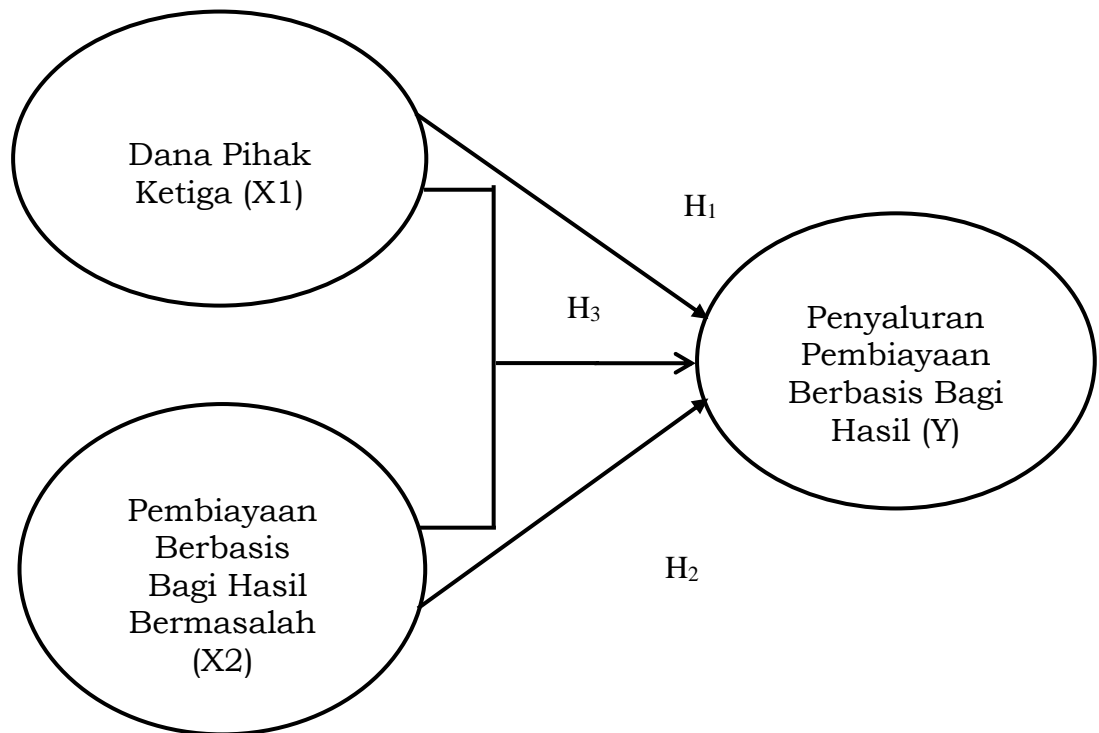 Dana Pihak
Ketiga (X1)
H₁
H₃
Penyaluran
Pembiayaan
Berbasis Bagi
Hasil (Y)
Pembiayaan
Berbasis
Bagi Hasil
Bermasalah
(X2)
H₂